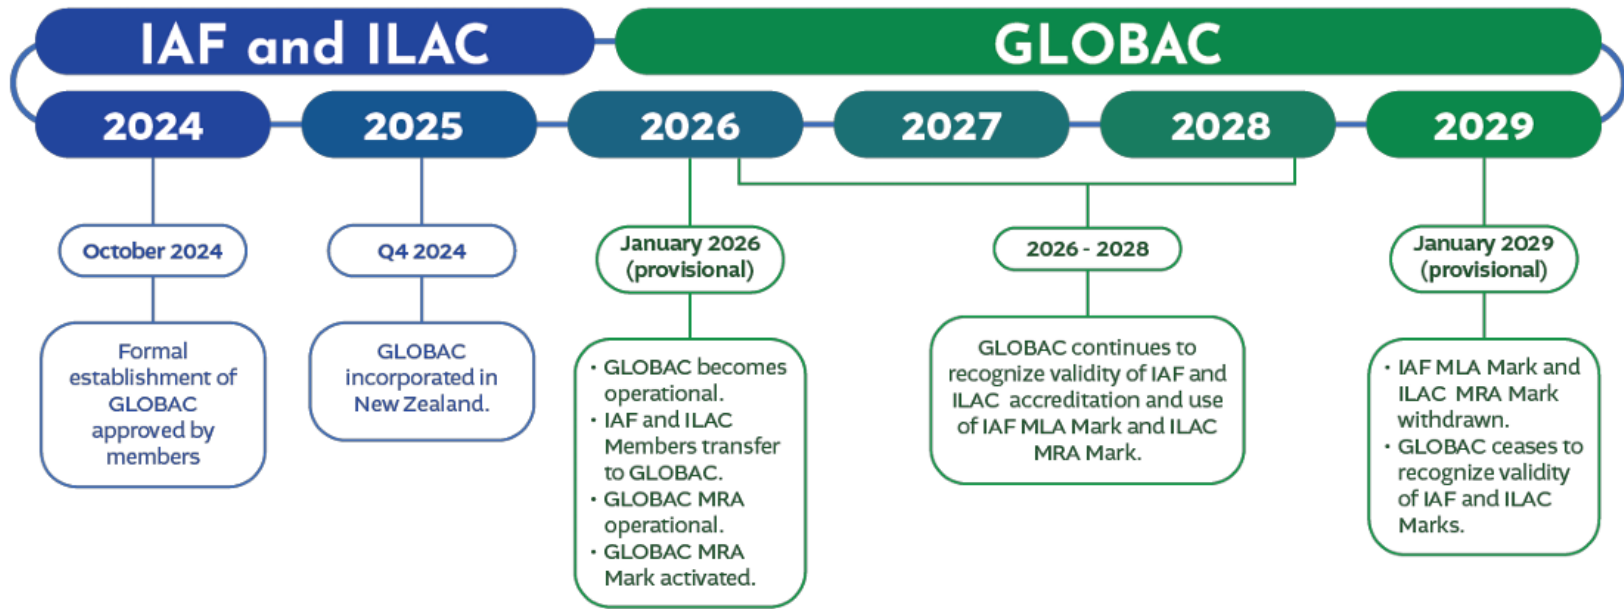 IAF and ILAC
GLOBAC
2024
2025
2026
2027
2028
2029
October 2024
Formal
establishment of
GLOBAC
approved by
members
Q4 2024
GLOBAC
incorporated in
New Zealand.
January 2026
(provisional)
• GLOBAC becomes
operational.
• IAF and ILAC
Members transfer
to GLOBAC.
• GLOBAC MRA
operational.
• GLOBAC MRA
Mark activated.
2026 - 2028
GLOBAC continues to
recognize validity of IAF and
ILAC accreditation and use
of IAF MLA Mark and ILAC
MRA Mark.
January 2029
(provisional)
• IAF MLA Mark and
ILAC MRA Mark
withdrawn.
• GLOBAC ceases to
recognize validity
of IAF and ILAC
Marks.